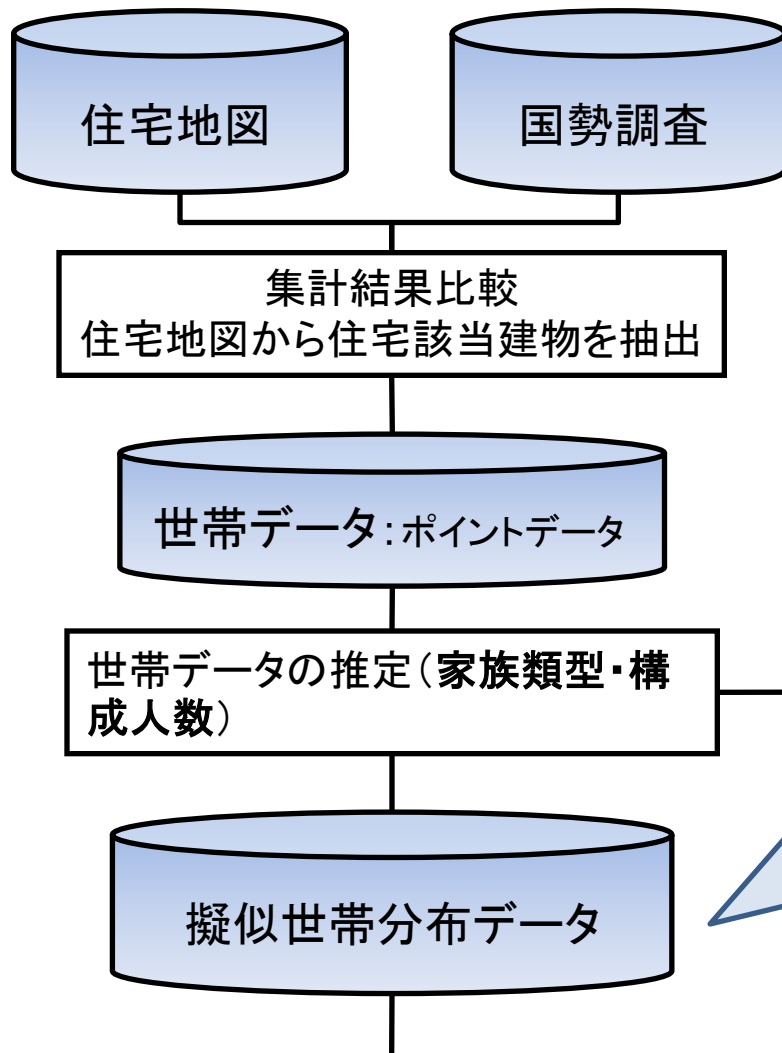 住宅地図
国勢調査
集計結果比較
住宅地図から住宅該当建物を抽出
世帯データ：ポイントデータ
世帯データの推定（家族類型・構
成人数）
擬似世帯分布データ